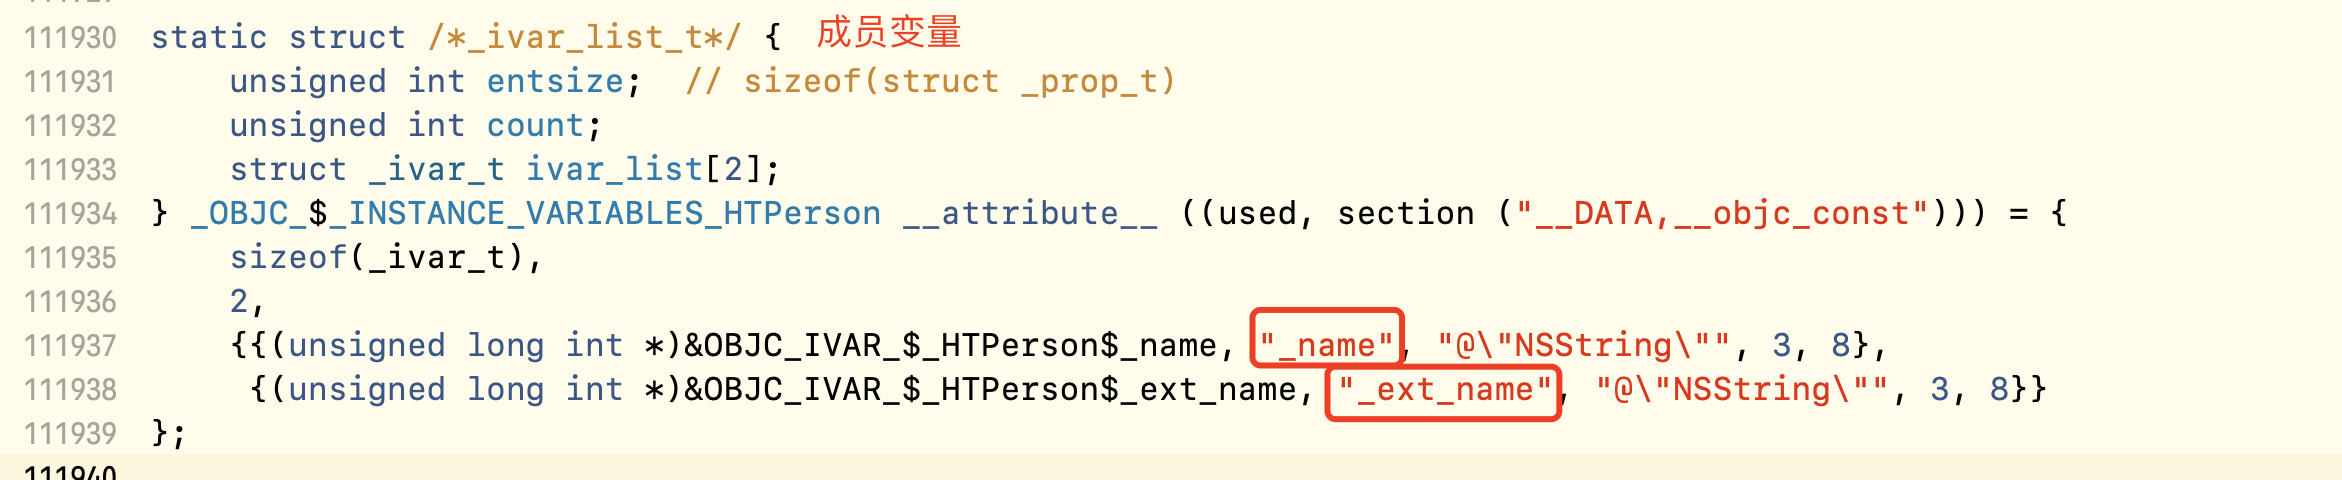 111930 static struct /*_ivar_list_t*/ { 成员变量
111931 unsigned int entsize; // sizeof(struct _prop_t)
111932 unsigned int count;
111933 struct _ivar_t ivar_list[2];
111934 } _OBJC_$_INSTANCE_VARIABLES_HTPerson __attribute__ ((used, section ("__DATA,__objc_const"))) = {
111935 sizeof(_ivar_t),
111936 2,
111937 {{(unsigned long int *)&OBJC_IVAR_$_HTPerson$_name, "_name", "@\"NSString\"", 3, 8},
111938 {(unsigned long int *)&OBJC_IVAR_$_HTPerson$_ext_name, "_ext_name", "@\"NSString\"", 3, 8}}
111939 };
111940